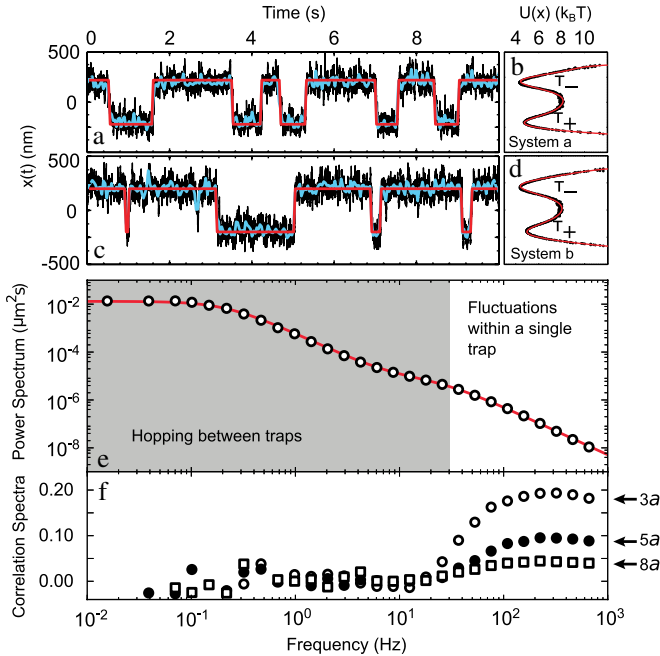 Time (s)
U(x) (kBT)
0 2 4 6 8
4 6 8 10
500
0
a
b
T−
T+
System a
x(t) (nm)
500
0
-500
c
d
T−
T+
System b
Power Spectrum (μm²s)
10⁻²
10⁻⁴
10⁻⁶
10⁻⁸
Fluctuations
within a single
trap
Hopping between traps
e
Correlation Spectra
f
0.20
0.10
0.00
3a
5a
8a
10⁻² 10⁻¹ 10⁰ 10¹ 10² 10³
Frequency (Hz)